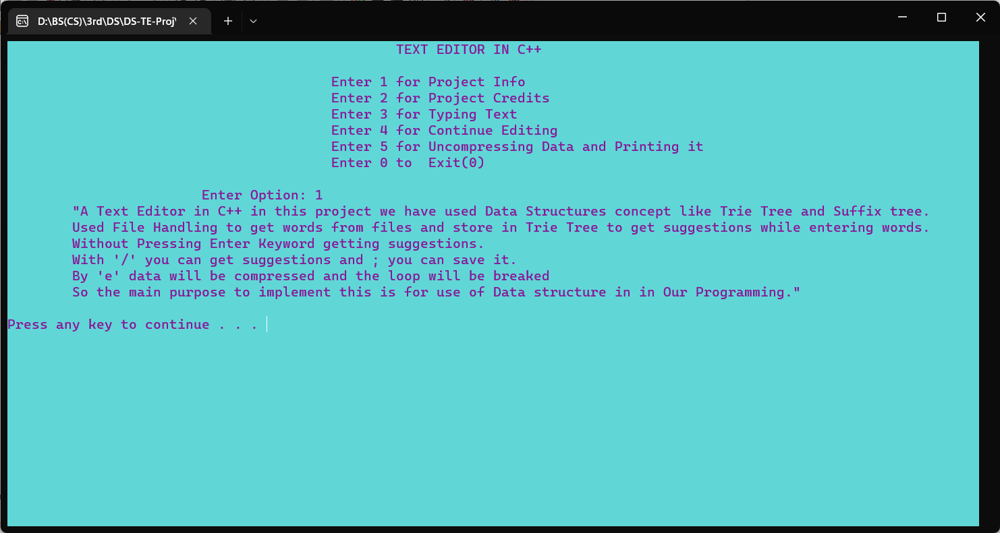 D:\BS(CS)\3rd\DS\DS-TE-Proj\
TEXT EDITOR IN C++
Enter 1 for Project Info
Enter 2 for Project Credits
Enter 3 for Typing Text
Enter 4 for Continue Editing
Enter 5 for Uncompressing Data and Printing it
Enter 0 to  Exit(0)
Enter Option: 1
"A Text Editor in C++ in this project we have used Data Structures concept like Trie Tree and Suffix tree.
Used File Handling to get words from files and store in Trie Tree to get suggestions while entering words.
Without Pressing Enter Keyword getting suggestions.
With '/' you can get suggestions and ; you can save it.
By 'e' data will be compressed and the loop will be breaked
So the main purpose to implement this is for use of Data structure in in Our Programming."
Press any key to continue . . .